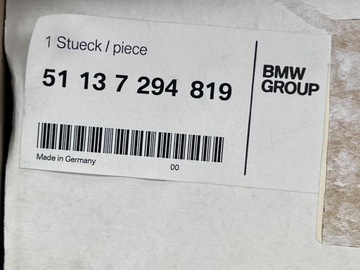 1 Stueck / piece
51 13 7 294 819
BMW
GROUP
Made in Germany
00